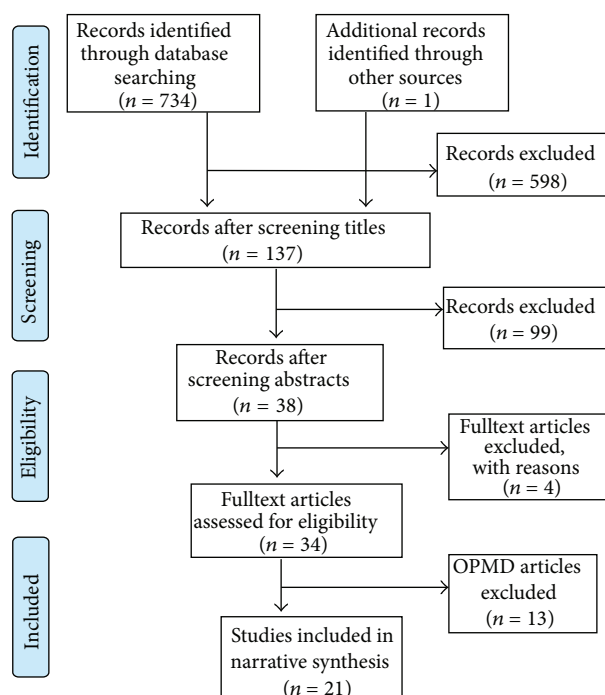 Identification
Records identified
through database
searching
(n = 734)
Additional records
identified through
other sources
(n = 1)
Records excluded
(n = 598)
Screening
Records after screening titles
(n = 137)
Records excluded
(n = 99)
Eligibility
Records after
screening abstracts
(n = 38)
Fulltext articles
excluded,
with reasons
(n = 4)
Fulltext articles
assessed for eligibility
(n = 34)
Included
OPMD articles
excluded
(n = 13)
Studies included in
narrative synthesis
(n = 21)